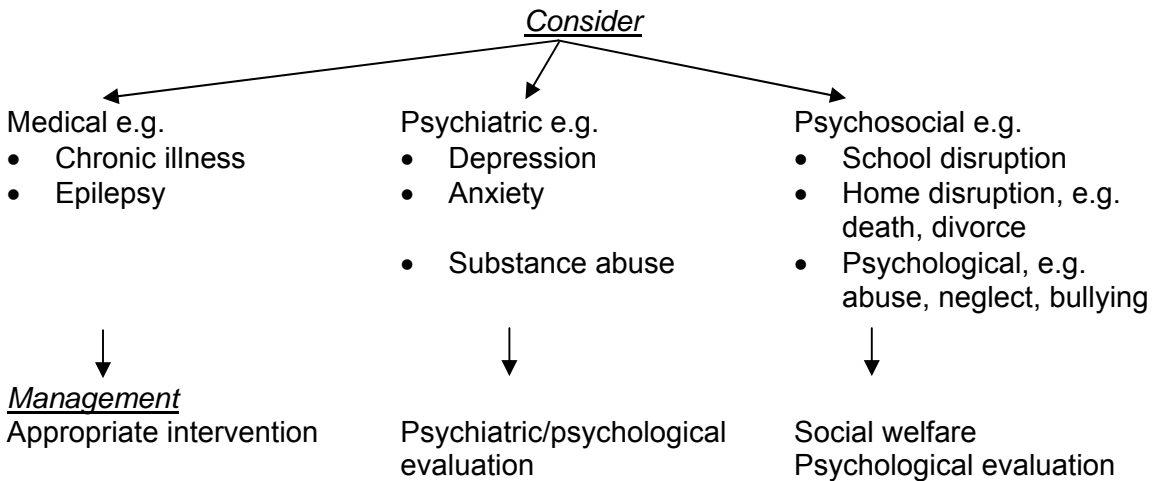 Consider
Medical e.g.
• Chronic illness
• Epilepsy
Psychiatric e.g.
• Depression
• Anxiety
• Substance abuse
Psychosocial e.g.
• School disruption
• Home disruption, e.g.
death, divorce
• Psychological, e.g.
abuse, neglect, bullying
Management
Appropriate intervention
Psychiatric/psychological
evaluation
Social welfare
Psychological evaluation